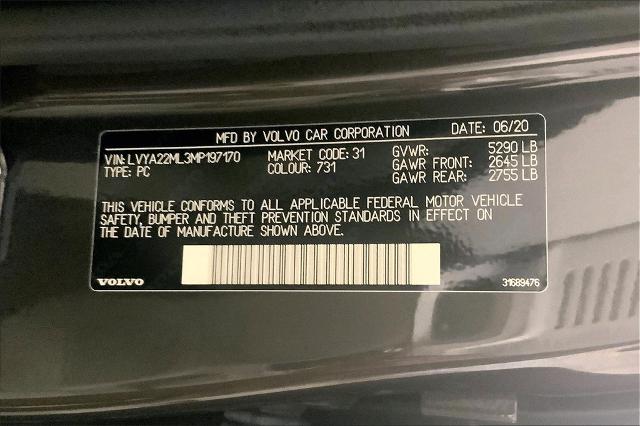 MFD BY VOLVO CAR CORPORATION DATE: 06/20
VIN: LVYA22ML3MP197170 MARKET CODE: 31 GVWR: 5290 LB
TYPE: PC COLOUR: 731 GAWR FRONT: 2645 LB
GAWR REAR: 2755 LB
THIS VEHICLE CONFORMS TO ALL APPLICABLE FEDERAL MOTOR VEHICLE
SAFETY, BUMPER AND THEFT PREVENTION STANDARDS IN EFFECT ON
THE DATE OF MANUFACTURE SHOWN ABOVE.
VOLVO 31689476